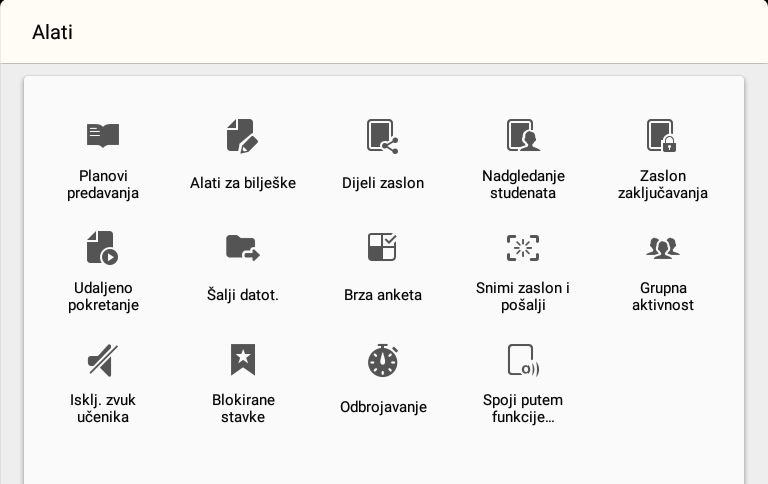 Alati
Planovi
predavanja
Alati za bilješke
Dijeli zaslon
Nadgledanje
studenata
Zaslon
zaključavanja
Udaljeno
pokretanje
Šalji datot.
Brza anketa
Snimi zaslon i
pošalji
Grupna
aktivnost
Isklj. zvuk
učenika
Blokirane
stavke
Odbrojavanje
Spoji putem
funkcije...